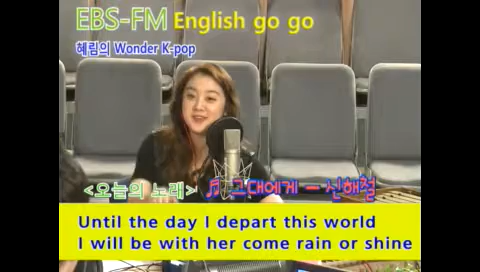 EBS-FM English go go
혜림의 Wonder K-pop
<오늘의 노래> ♬ 그대에게 - 신해철
Until the day I depart this world
I will be with her come rain or shine